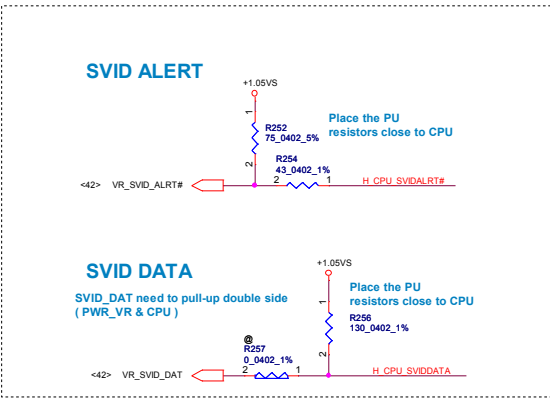 SVID ALERT
+1.05VS
1
R252
75_0402_5%
2
Place the PU
resistors close to CPU
R254
43_0402_1%
<42> VR_SVID_ALRT# 2 1 H_CPU_SVIDALRT#
SVID DATA
+1.05VS
SVID_DAT need to pull-up double side
( PWR_VR & CPU )
Place the PU
resistors close to CPU
1
R256
130_0402_1%
2
@
R257
0_0402_1%
<42> VR_SVID_DAT 2 1 H_CPU_SVIDDATA